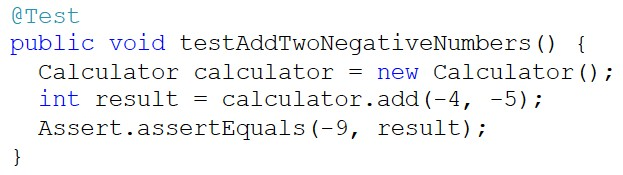 @Test
public void testAddTwoNegativeNumbers() {
  Calculator calculator = new Calculator();
  int result = calculator.add(-4, -5);
  Assert.assertEquals(-9, result);
}